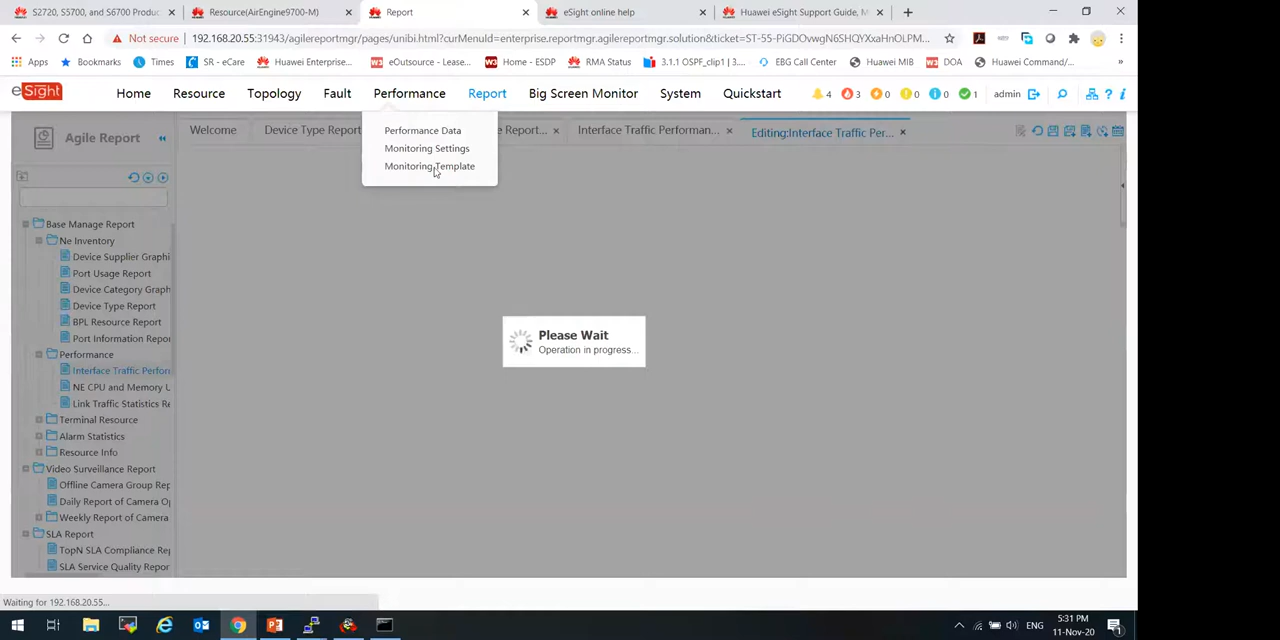 S2720, S5700, and S6700 Produc
Resource(AirEngine9700-M)
Report
eSight online help
Huawei eSight Support Guide, M
Not secure
192.168.20.55:31943/agilereportmgr/pages/unibi.html?curMenuId=enterprise.reportmgr.agilereportmgr.solution&ticket=ST-55-PiGDOvwgN6SHQYXxaHnOLPM...
Apps
Bookmarks
Times
SR - eCare
Huawei Enterprise...
eOutsource - Lease...
Home - ESDP
RMA Status
3.1.1 OSPF_clip1 | 3....
EBG Call Center
Huawei MIB
DOA
Huawei Command/...
»
eSight
Home
Resource
Topology
Fault
Performance
Report
Big Screen Monitor
System
Quickstart
4
3
0
0
0
1
admin
Performance Data
Monitoring Settings
Monitoring Template
Agile Report
Welcome
Device Type Report
e Report...
Interface Traffic Performan...
Editing:Interface Traffic Per...
Base Manage Report
Ne Inventory
Device Supplier Graphi
Port Usage Report
Device Category Graph
Device Type Report
BPL Resource Report
Port Information Repor
Performance
Interface Traffic Perforn
NE CPU and Memory U
Link Traffic Statistics Re
Terminal Resource
Alarm Statistics
Resource Info
Video Surveillance Report
Offline Camera Group Rep
Daily Report of Camera Op
Weekly Report of Camera
SLA Report
TopN SLA Compliance Rep
SLA Service Quality Repor
Please Wait
Operation in progress...
Waiting for 192.168.20.55...
ENG
5:31 PM
11-Nov-20
1